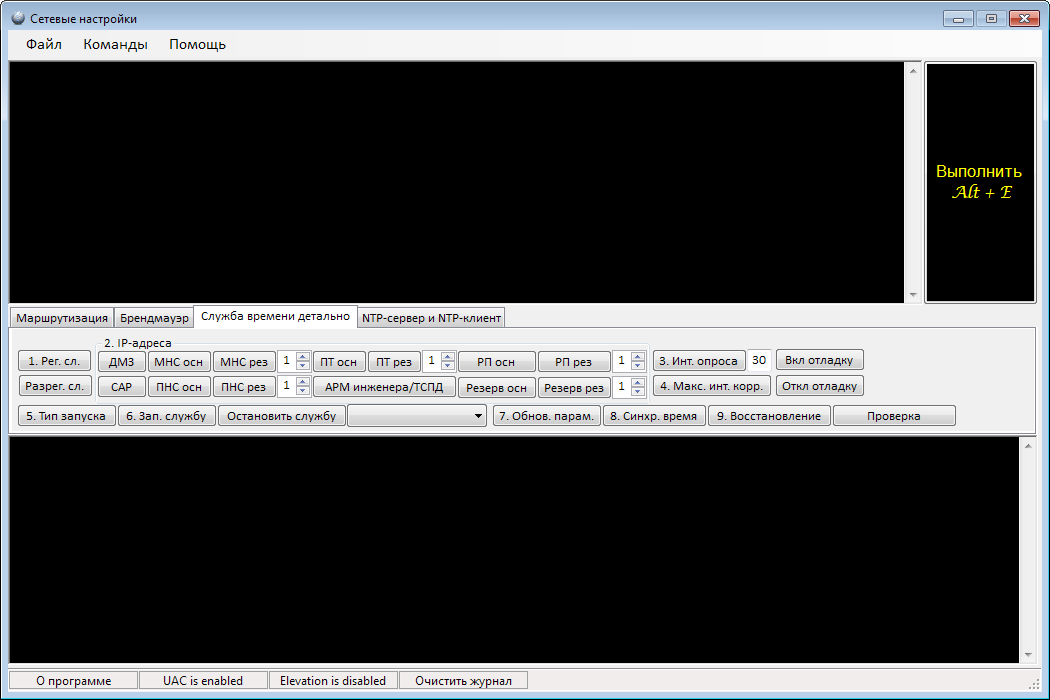 Сетевые настройки
Файл Команды Помощь
Выполнить
Alt + E
Маршрутизация Брендмауэр Служба времени детально NTP-сервер и NTP-клиент
2. IP-адреса
1. Рег. сл. ДМЗ МНС осн МНС рез 1 ПТ осн ПТ рез 1 РП осн РП рез 1 3. Инт. опроса 30 Вкл отладку
Разрег. сл. САР ПНС осн ПНС рез 1 АРМ инженера/ТСПД Резерв осн Резерв рез 1 4. Макс. инт. корр. Откл отладку
5. Тип запуска 6. Зап. службу Остановить службу 7. Обнов. парам. 8. Синхр. время 9. Восстановление Проверка
О программе UAC is enabled Elevation is disabled Очистить журнал